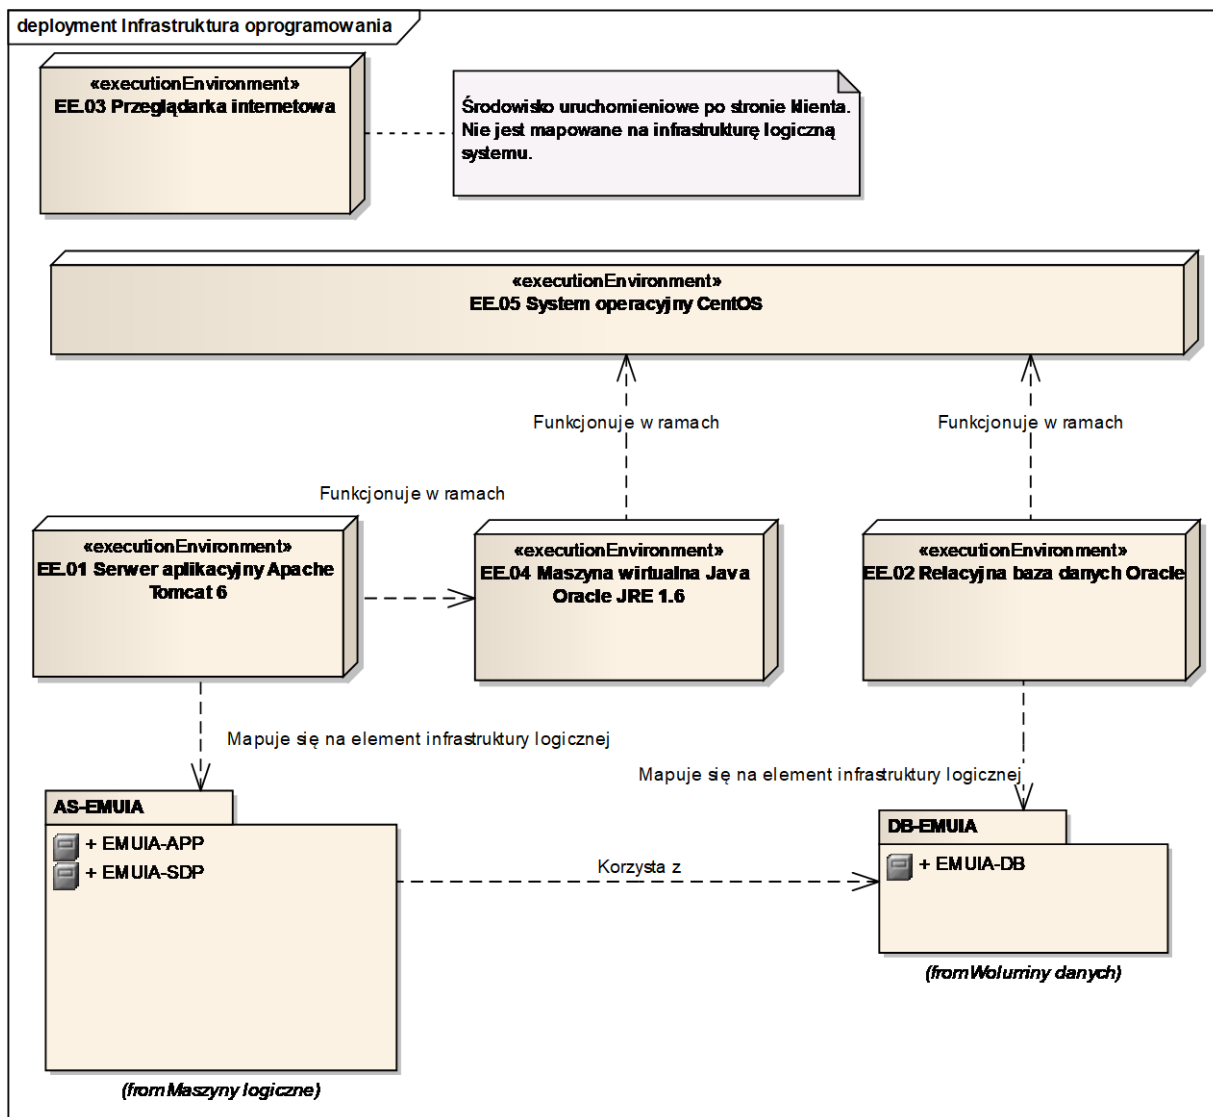 deployment Infrastruktura oprogramowania
«executionEnvironment»
EE.03 Przeglądarka internetowa
Środowisko uruchomieniowe po stronie klienta.
Nie jest mapowane na infrastrukturę logiczną
systemu.
«executionEnvironment»
EE.05 System operacyjny CentOS
Funkcjonuje w ramach
Funkcjonuje w ramach
Funkcjonuje w ramach
«executionEnvironment»
EE.01 Serwer aplikacyjny Apache
Tomcat 6
«executionEnvironment»
EE.04 Maszyna wirtualna Java
Oracle JRE 1.6
«executionEnvironment»
EE.02 Relacyjna baza danych Oracle
Mapuje się na element infrastruktury logicznej
Mapuje się na element infrastruktury logicznej
AS-EMUIA
+ EMUIA-APP
+ EMUIA-SDP
Korzysta z
DB-EMUIA
+ EMUIA-DB
(from Woluminy danych)
(from Maszyny logiczne)